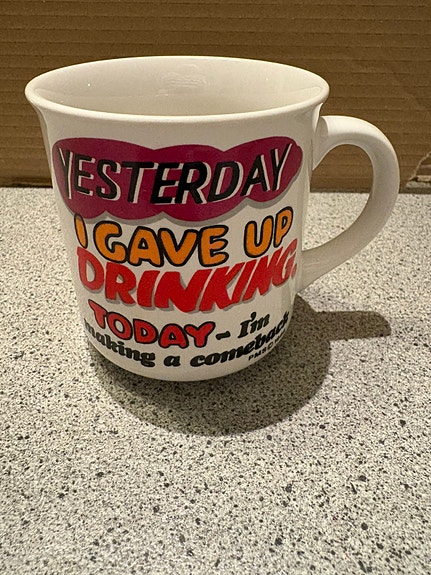 YESTERDAY
I GAVE UP
DRINKING.
TODAY- I'm
making a comeback